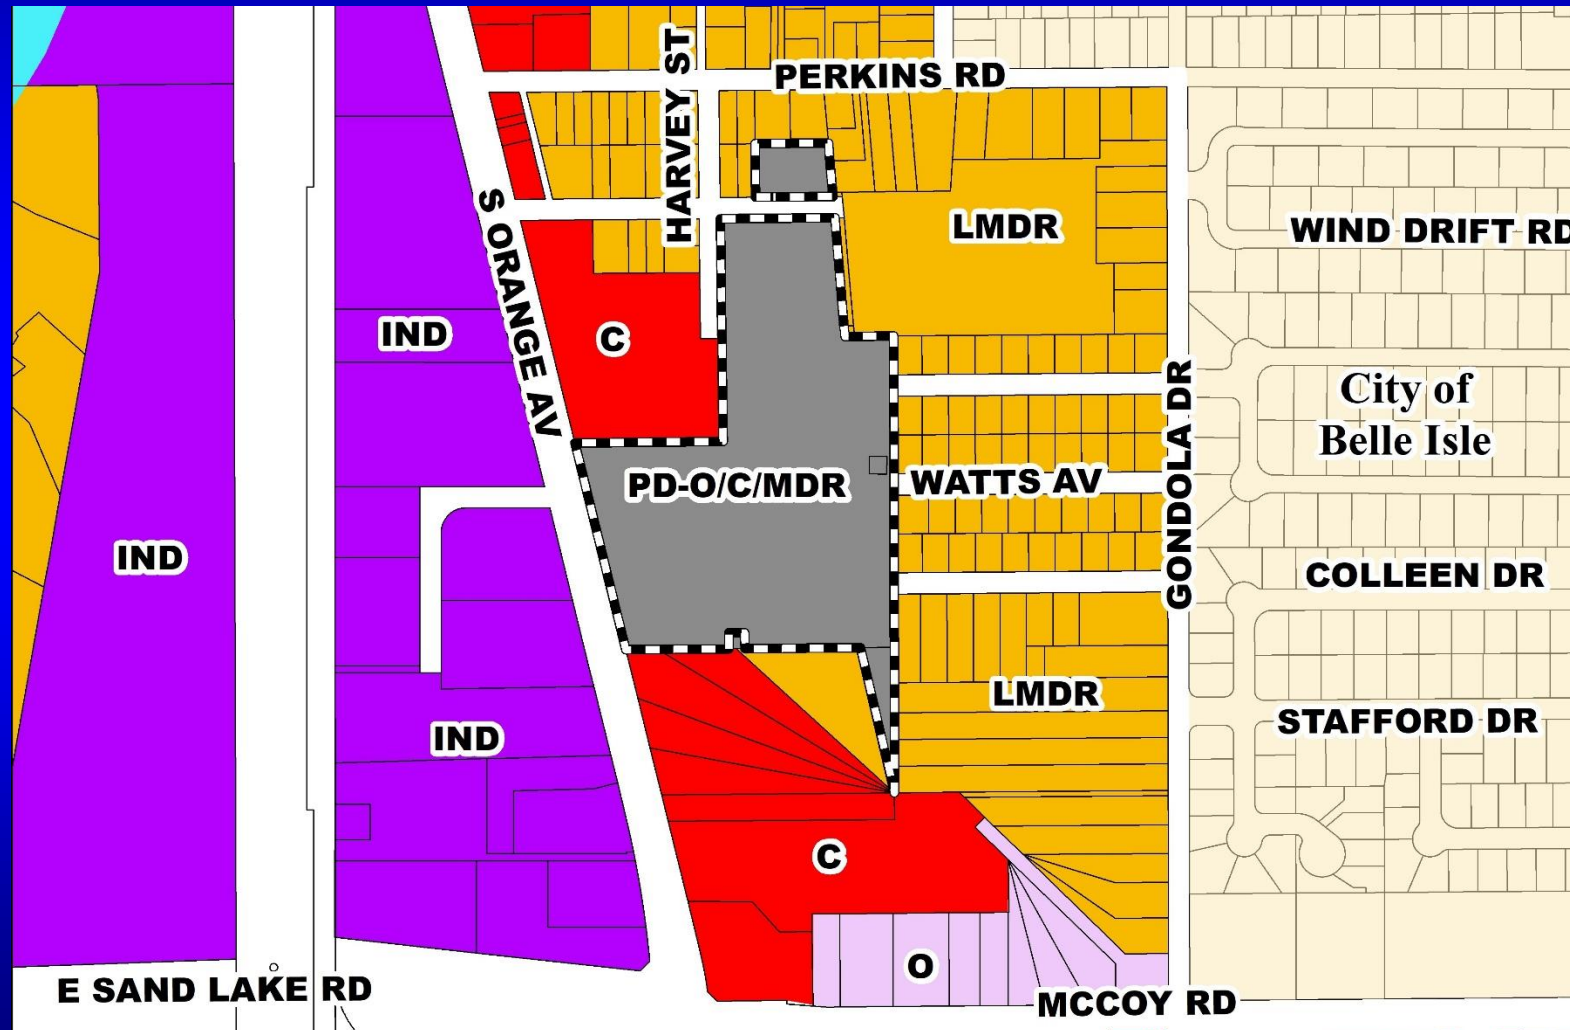 HARVEY ST
PERKINS RD
S ORANGE AV
LMDR
WIND DRIFT RD
IND
C
GONDOLA DR
City of
Belle Isle
PD-O/C/MDR
WATTS AV
IND
COLLEEN DR
LMDR
STAFFORD DR
IND
C
O
E SAND LAKE RD
MCCOY RD